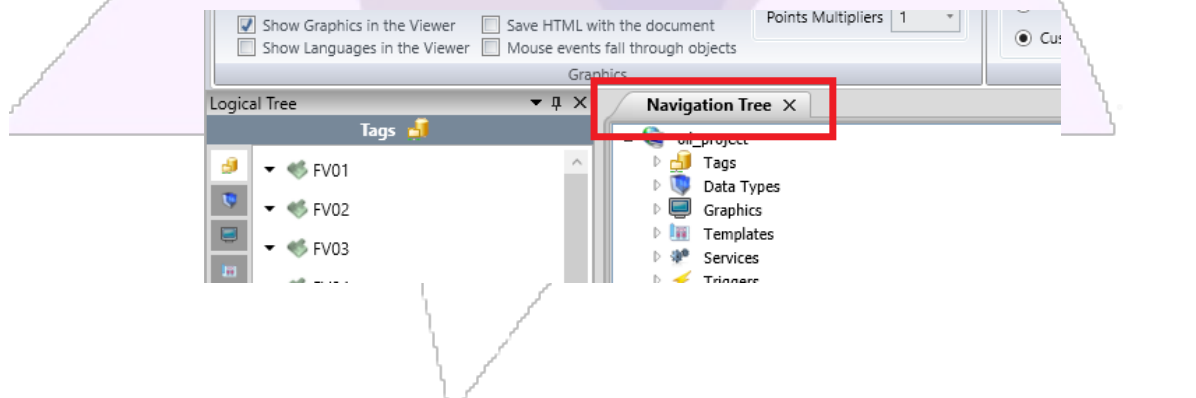 Show Graphics in the Viewer
Save HTML with the document
Points Multipliers 1
Show Languages in the Viewer
Mouse events fall through objects
Graphics
Logical Tree
Navigation Tree
Tags
Tags
FV01
Data Types
FV02
Graphics
Templates
FV03
Services
Triggers